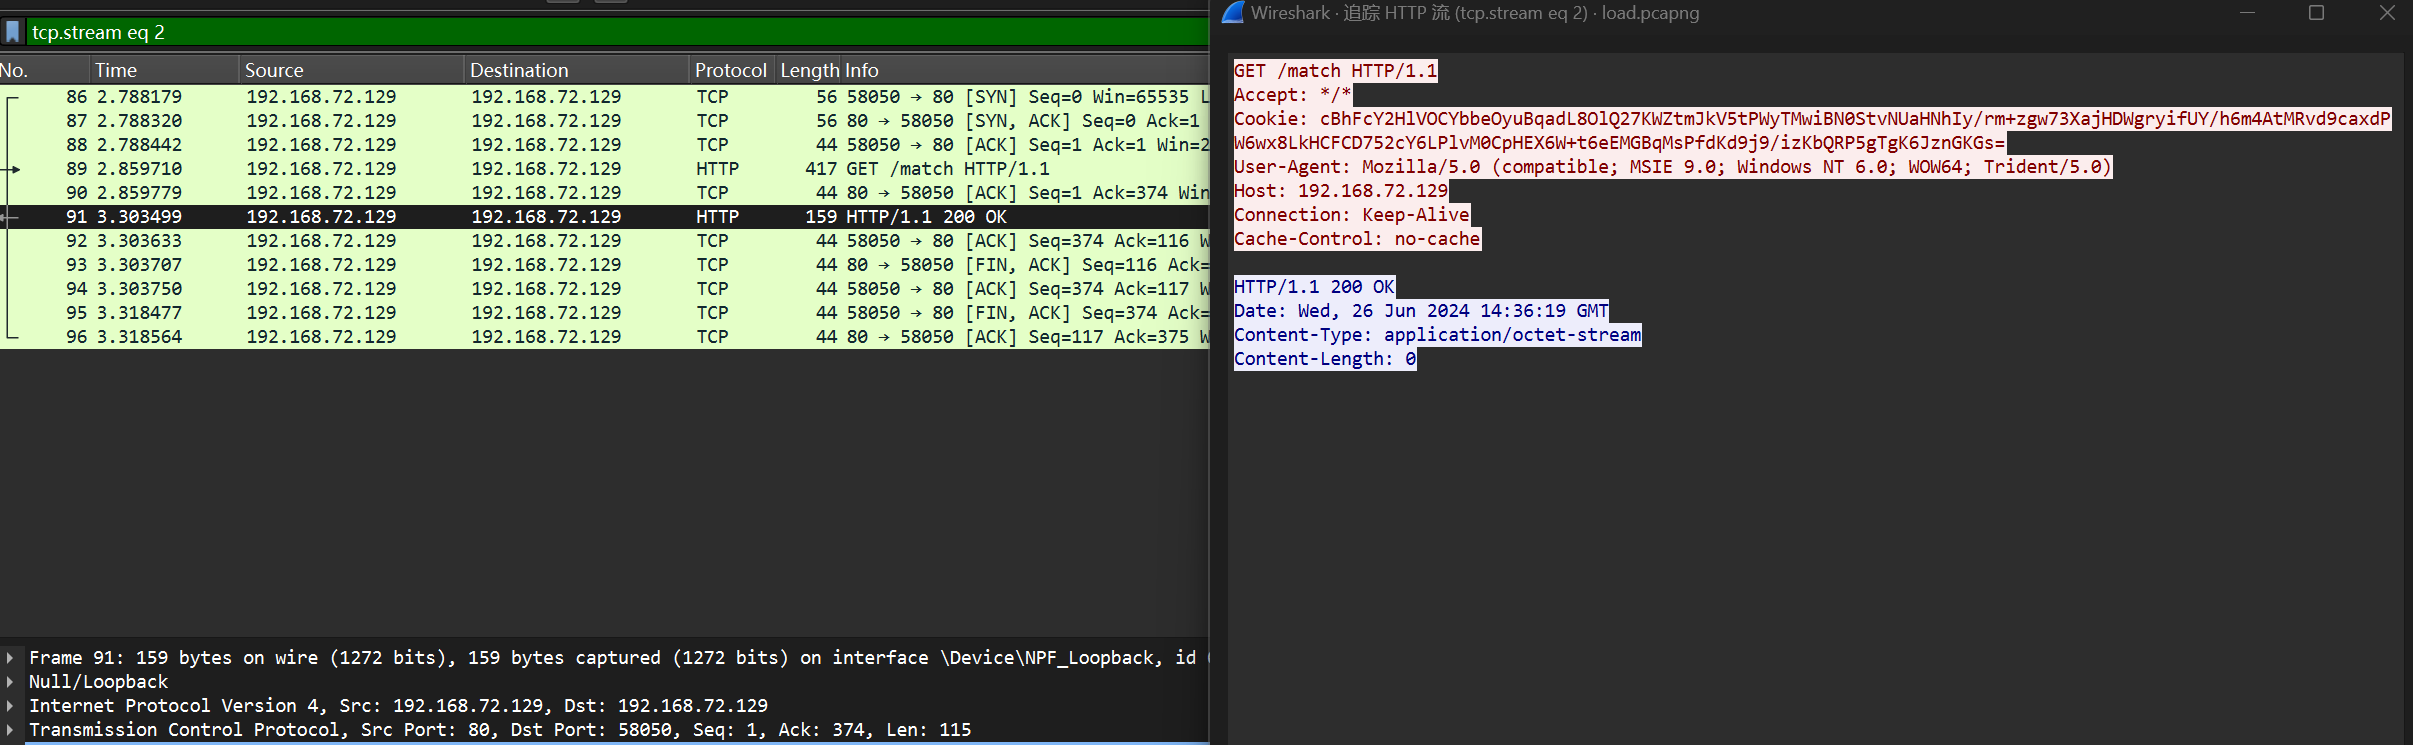 tcp.stream eq 2
No. Time Source Destination Protocol Length Info
86 2.788179 192.168.72.129 192.168.72.129 TCP 56 58050 → 80 [SYN] Seq=0 Win=65535 L
87 2.788320 192.168.72.129 192.168.72.129 TCP 56 80 → 58050 [SYN, ACK] Seq=0 Ack=1
88 2.788442 192.168.72.129 192.168.72.129 TCP 44 58050 → 80 [ACK] Seq=1 Ack=1 Win=2
89 2.859710 192.168.72.129 192.168.72.129 HTTP 417 GET /match HTTP/1.1
90 2.859779 192.168.72.129 192.168.72.129 TCP 44 80 → 58050 [ACK] Seq=1 Ack=374 Win
91 3.303499 192.168.72.129 192.168.72.129 HTTP 159 HTTP/1.1 200 OK
92 3.303633 192.168.72.129 192.168.72.129 TCP 44 58050 → 80 [ACK] Seq=374 Ack=116 W
93 3.303707 192.168.72.129 192.168.72.129 TCP 44 80 → 58050 [FIN, ACK] Seq=116 Ack=
94 3.303750 192.168.72.129 192.168.72.129 TCP 44 58050 → 80 [ACK] Seq=374 Ack=117 W
95 3.318477 192.168.72.129 192.168.72.129 TCP 44 58050 → 80 [FIN, ACK] Seq=374 Ack=
96 3.318564 192.168.72.129 192.168.72.129 TCP 44 80 → 58050 [ACK] Seq=117 Ack=375 W
Frame 91: 159 bytes on wire (1272 bits), 159 bytes captured (1272 bits) on interface \Device\NPF_Loopback, id
Null/Loopback
Internet Protocol Version 4, Src: 192.168.72.129, Dst: 192.168.72.129
Transmission Control Protocol, Src Port: 80, Dst Port: 58050, Seq: 1, Ack: 374, Len: 115
Wireshark · 追踪 HTTP 流 (tcp.stream eq 2) · load.pcapng
GET /match HTTP/1.1
Accept: */*
Cookie: cBhFcY2HlVOCYbbeOyuBqadL8OlQ27KWZtmJkV5tPWyTMwiBN0StvNUaHNhIy/rm+zgw73XajHDWgryifUY/h6m4AtMRvd9caxdP
W6wx8LkHCFCD752cY6LPlvM0CpHEX6W+t6eEMGBqMsPfdKd9j9/izKbQRP5gTgK6JznGKGs=
User-Agent: Mozilla/5.0 (compatible; MSIE 9.0; Windows NT 6.0; WOW64; Trident/5.0)
Host: 192.168.72.129
Connection: Keep-Alive
Cache-Control: no-cache
HTTP/1.1 200 OK
Date: Wed, 26 Jun 2024 14:36:19 GMT
Content-Type: application/octet-stream
Content-Length: 0